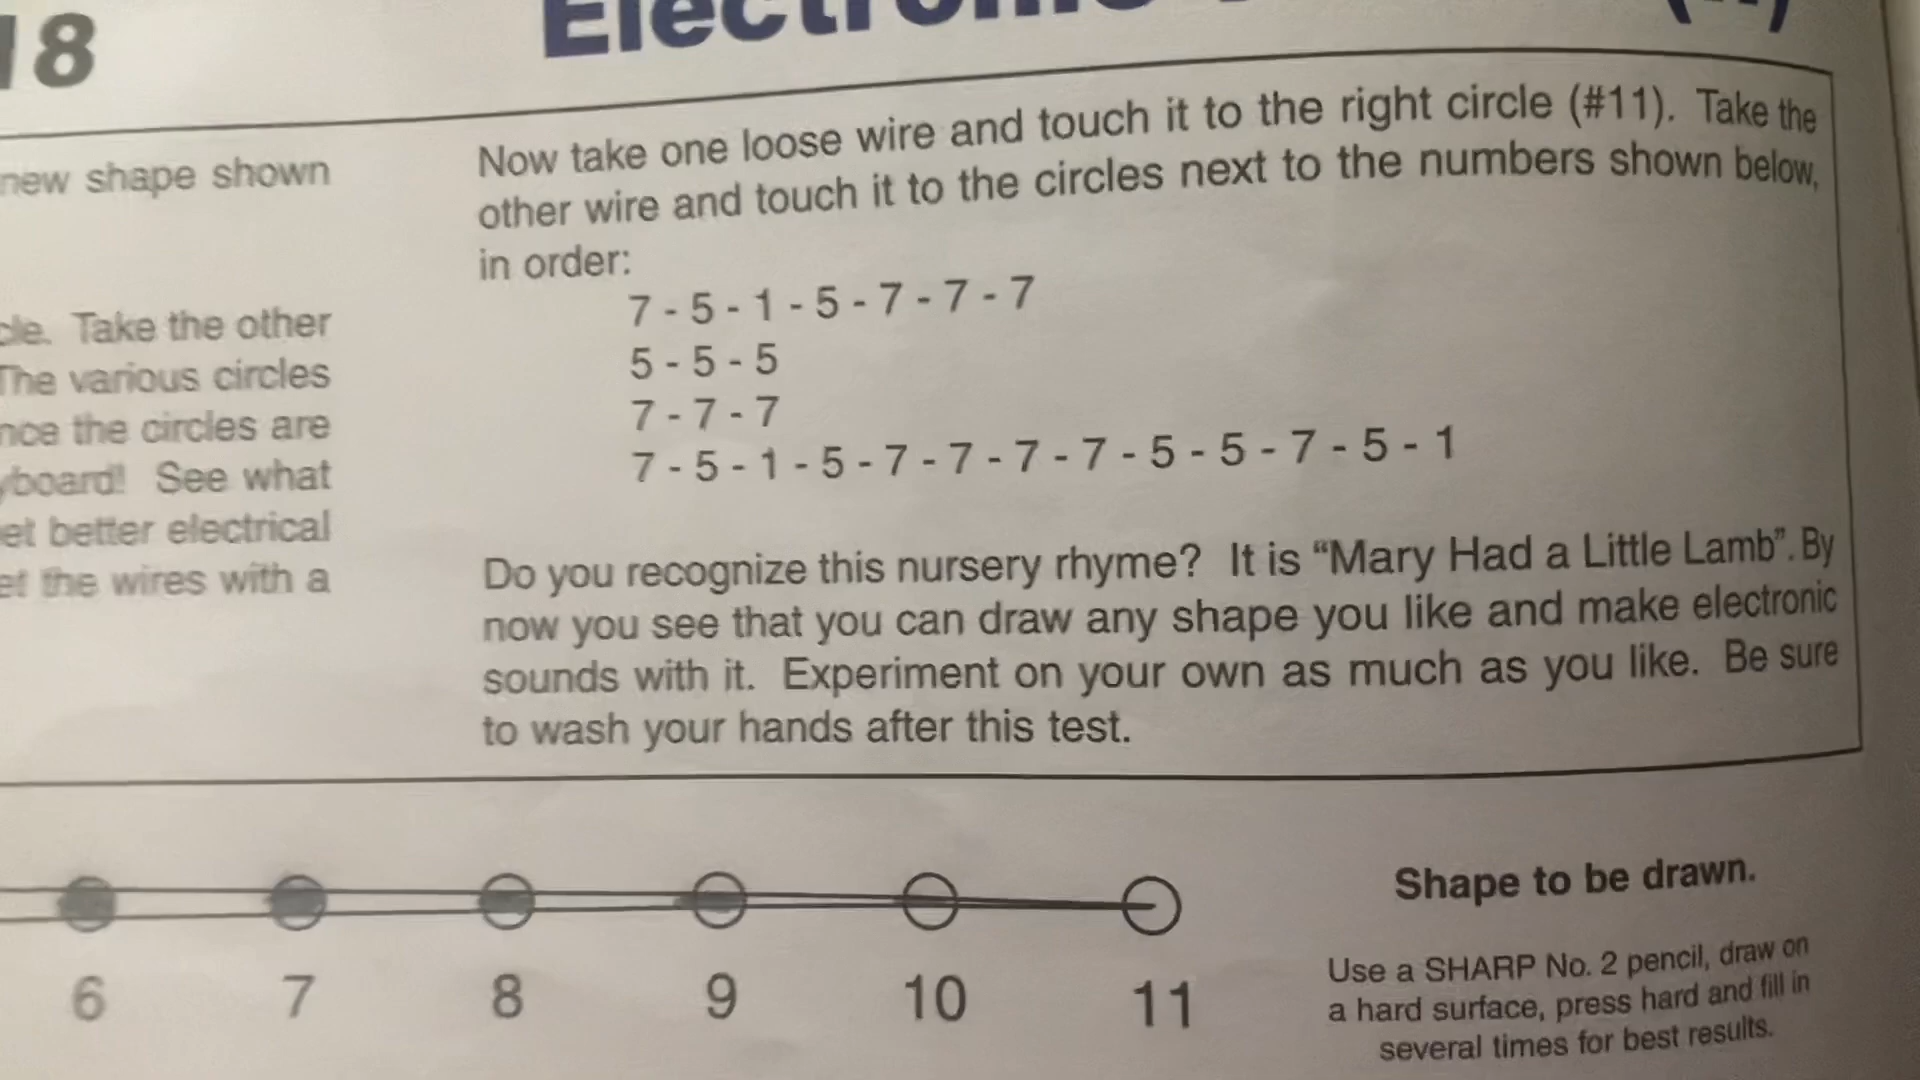 18
new shape shown
Take the other
The various circles
the circles are
See what
better electrical
the wires with a
Now take one loose wire and touch it to the right circle (#11). Take the
other wire and touch it to the circles next to the numbers shown below,
in order:
7 - 5 - 1 - 5 - 7 - 7 - 7
5 - 5 - 5
7 - 7 - 7
7 - 5 - 1 - 5 - 7 - 7 - 7 - 7 - 5 - 5 - 7 - 5 - 1
Do you recognize this nursery rhyme? It is “Mary Had a Little Lamb”. By
now you see that you can draw any shape you like and make electronic
sounds with it. Experiment on your own as much as you like. Be sure
to wash your hands after this test.
6 7 8 9 10 11
Shape to be drawn.
Use a SHARP No. 2 pencil, draw on
a hard surface, press hard and fill in
several times for best results.